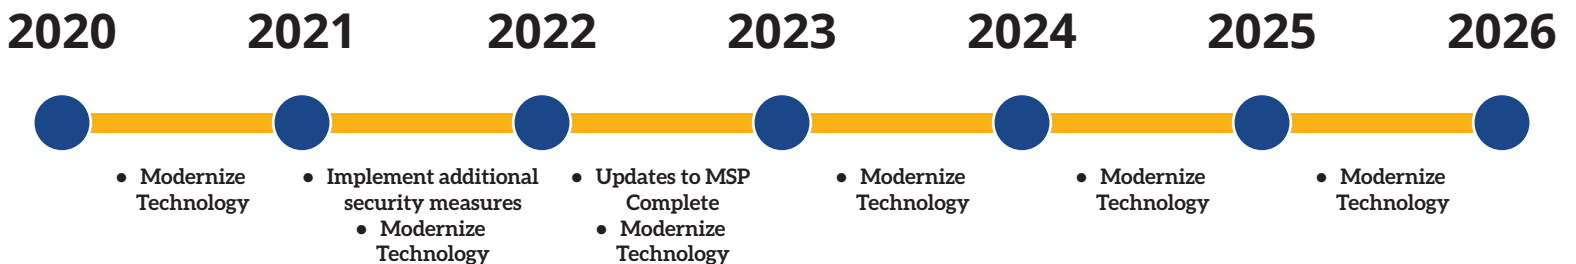 2020 2021 2022 2023 2024 2025 2026
• Modernize
Technology
• Implement additional
security measures
• Modernize
Technology
• Updates to MSP
Complete
• Modernize
Technology
• Modernize
Technology
• Modernize
Technology
• Modernize
Technology